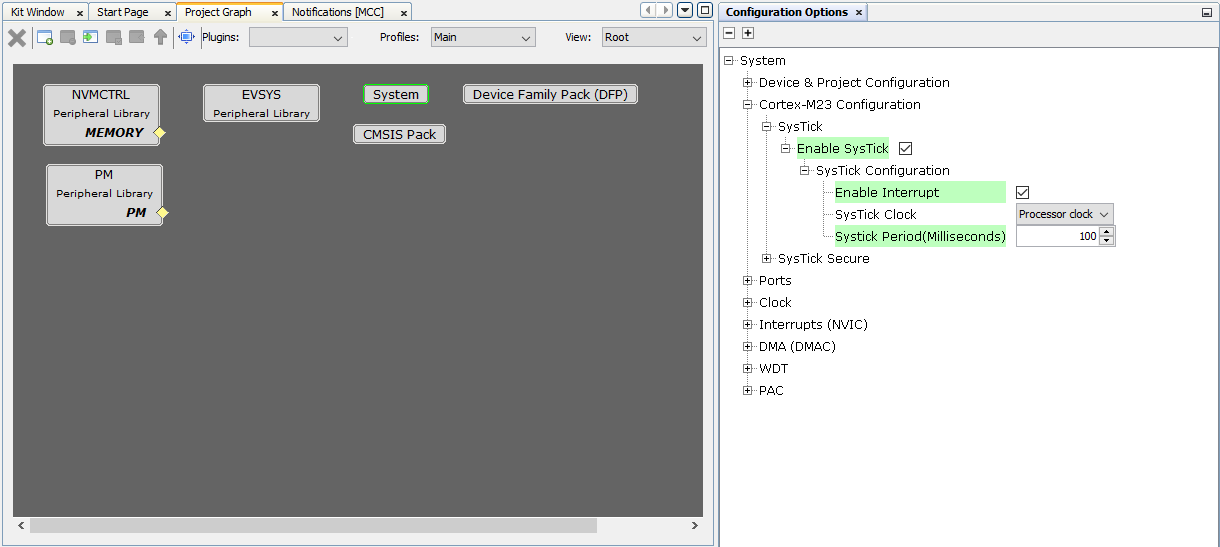 Kit Window × Start Page × Project Graph × Notifications [MCC] ×
Plugins: Profiles: Main View: Root
NVMCTRL
Peripheral Library
MEMORY
EVSYS
Peripheral Library
System
Device Family Pack (DFP)
CMSIS Pack
PM
Peripheral Library
PM
Configuration Options ×
System
Device & Project Configuration
Cortex-M23 Configuration
SysTick
Enable SysTick
SysTick Configuration
Enable Interrupt
SysTick Clock Processor clock
Systick Period(Milliseconds) 100
SysTick Secure
Ports
Clock
Interrupts (NVIC)
DMA (DMAC)
WDT
PAC